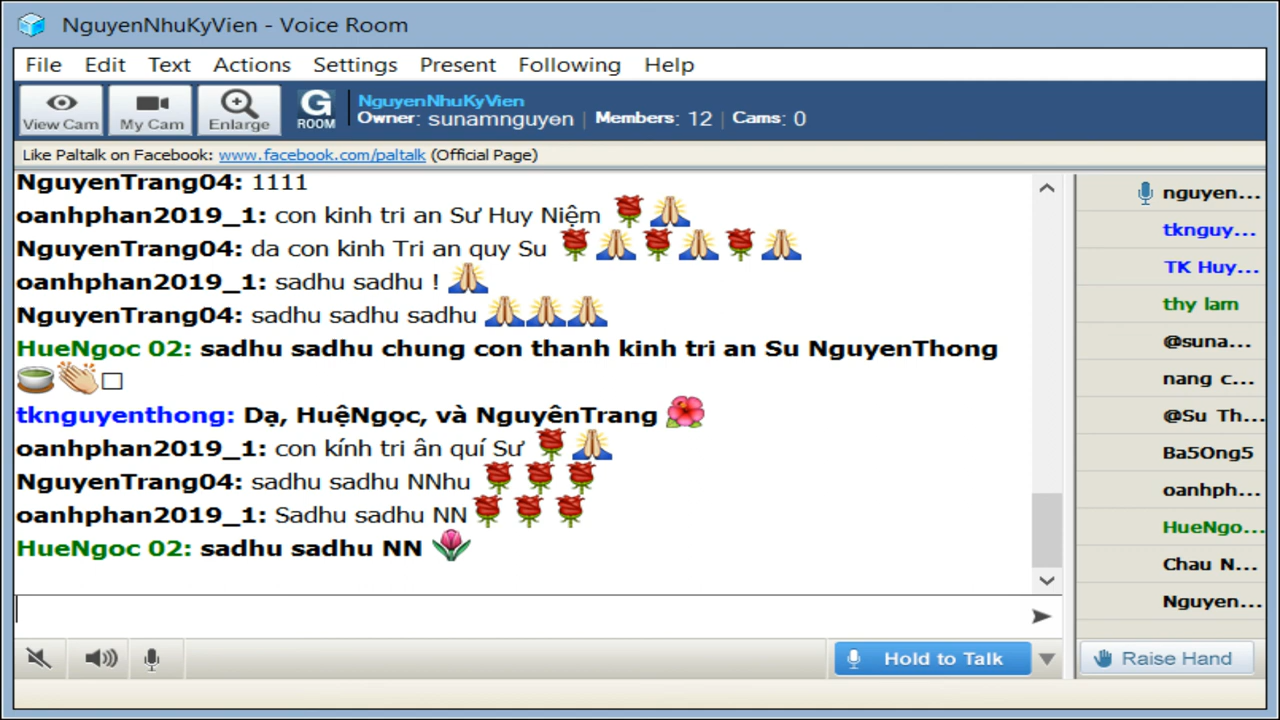 NguyenNhuKyVien - Voice Room
File Edit Text Actions Settings Present Following Help
View Cam My Cam Enlarge G ROOM
NguyenNhuKyVien
Owner: sunamnguyen | Members: 12 | Cams: 0
Like Paltalk on Facebook: www.facebook.com/paltalk (Official Page)
NguyenTrang04: 1111
oanhphan2019_1: con kinh tri an Sư Huy Niệm 🌹🙏
NguyenTrang04: da con kinh Tri an quy Su 🌹🙏🌹🙏🌹🙏
oanhphan2019_1: sadhu sadhu ! 🙏
NguyenTrang04: sadhu sadhu sadhu 🙏🙏🙏
HueNgoc 02: sadhu sadhu chung con thanh kinh tri an Su NguyenThong
🍵👏□
tknguyenthong: Dạ, HuệNgọc, và NguyênTrang 🌺
oanhphan2019_1: con kính tri ân quí Sư 🌹🙏
NguyenTrang04: sadhu sadhu NNhu 🌹🌹🌹
oanhphan2019_1: Sadhu sadhu NN🌹🌹🌹
HueNgoc 02: sadhu sadhu NN 🌷
Hold to Talk
nguyen...
tknguy...
TK Huy...
thy lam
@suna...
nang c...
@Su Th...
Ba5Ong5
oanhph...
HueNgo...
Chau N...
Nguyen...
Raise Hand